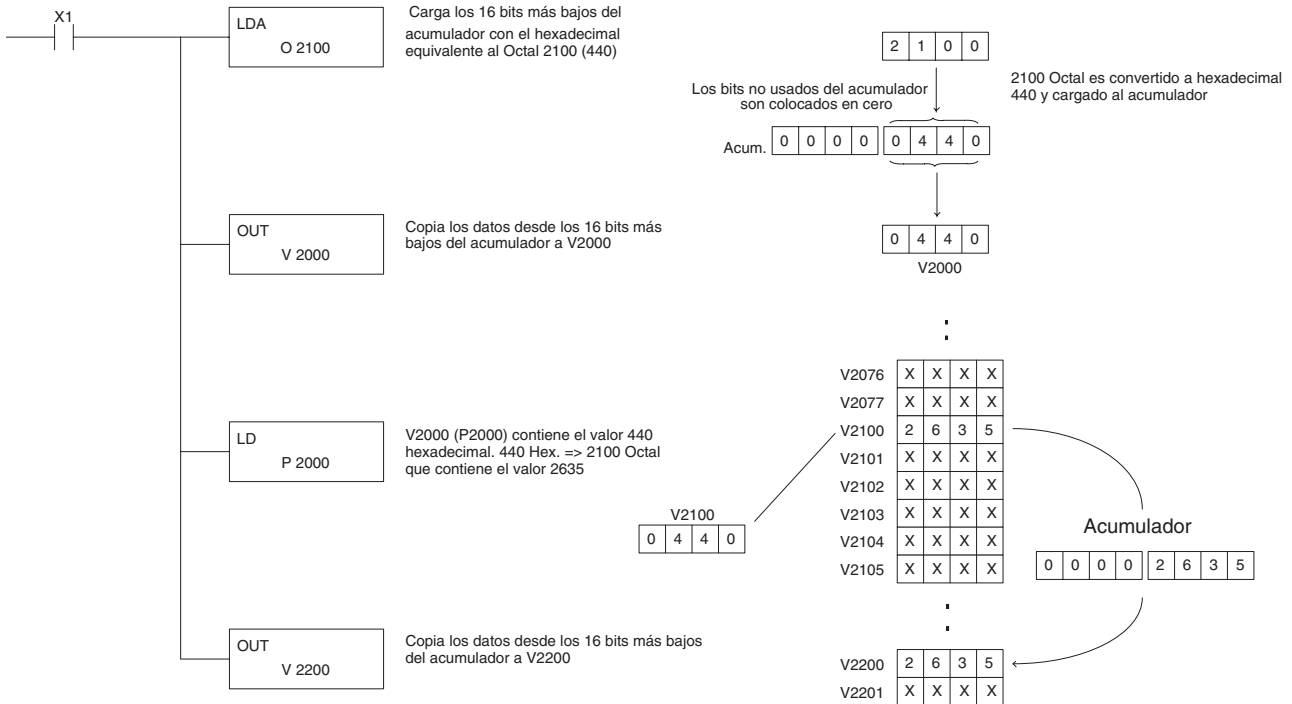 X1
LDA
O 2100
Carga los 16 bits más bajos del
acumulador con el hexadecimal
equivalente al Octal 2100 (440)
2 1 0 0
Los bits no usados del acumulador
son colocados en cero
2100 Octal es convertido a hexadecimal
440 y cargado al acumulador
Acum. 0 0 0 0 0 4 4 0
OUT
V 2000
Copia los datos desde los 16 bits más
bajos del acumulador a V2000
0 4 4 0
V2000
LD
P 2000
V2000 (P2000) contiene el valor 440
hexadecimal. 440 Hex. => 2100 Octal
que contiene el valor 2635
V2100
0 4 4 0
V2076 X X X X
V2077 X X X X
V2100 2 6 3 5
V2101 X X X X
V2102 X X X X
V2103 X X X X
V2104 X X X X
V2105 X X X X
Acumulador
0 0 0 0 2 6 3 5
OUT
V 2200
Copia los datos desde los 16 bits más bajos
del acumulador a V2200
V2200 2 6 3 5
V2201 X X X X